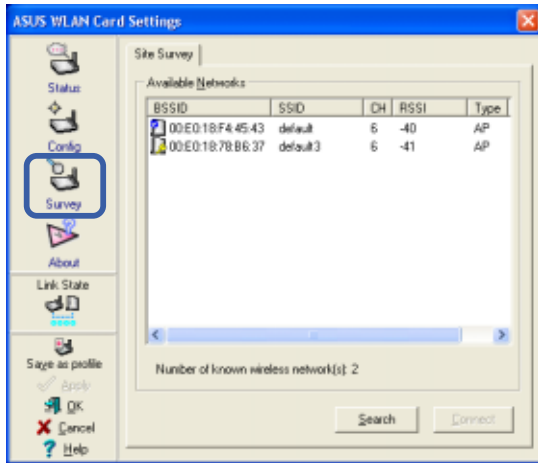 ASUS WLAN Card Settings
Status
Config
Survey
About
Link State
Save as profile
Apply
OK
Cancel
Help
Site Survey
Available Networks
BSSID SSID CH RSSI Type
00:E0:18:F4:45:43 default 6 -40 AP
00:E0:18:78:B6:37 default3 6 -41 AP
Number of known wireless network(s): 2
Search Connect